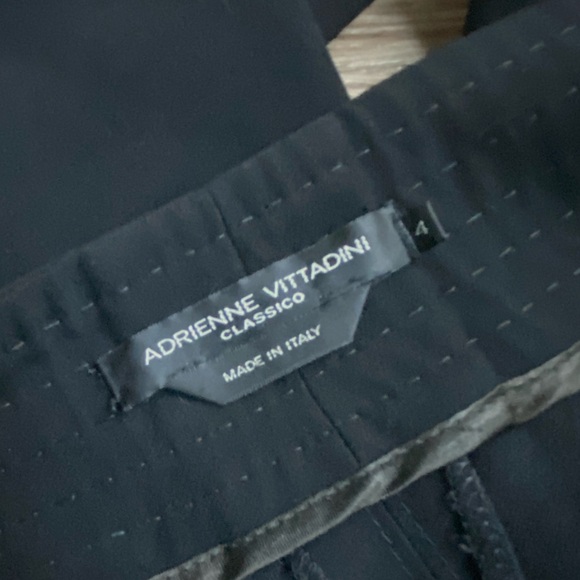 ADRIENNE VITTADINI
CLASSICO
MADE IN ITALY
4